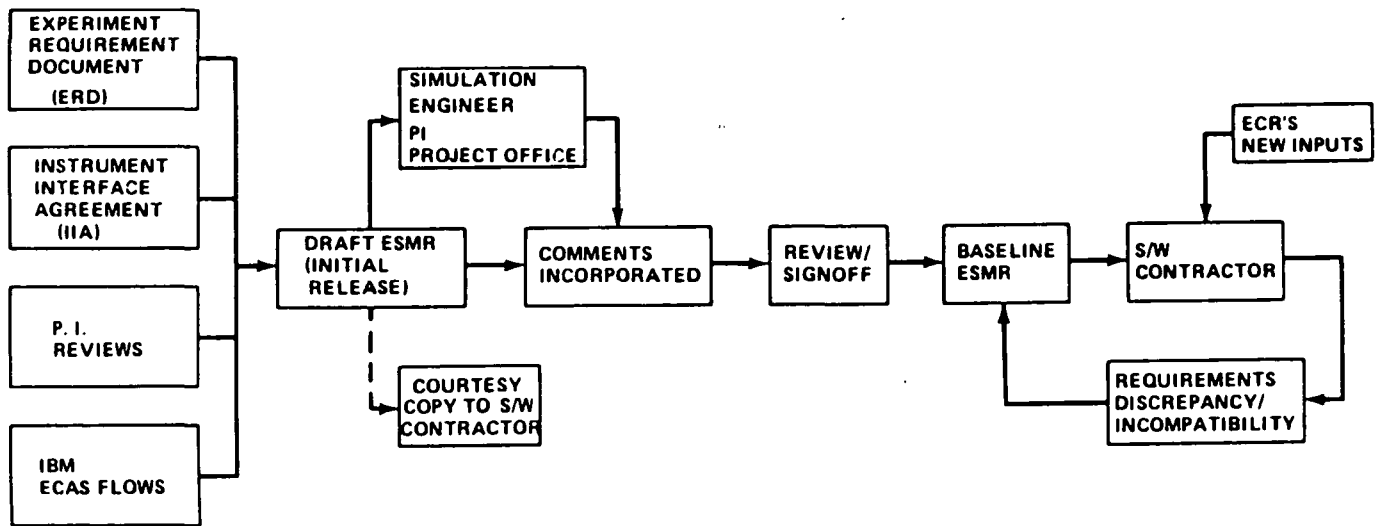 EXPERIMENT
REQUIREMENT
DOCUMENT
(ERD)
INSTRUMENT
INTERFACE
AGREEMENT
(IIA)
P. I.
REVIEWS
IBM
ECAS FLOWS
DRAFT ESMR
(INITIAL
RELEASE)
SIMULATION
ENGINEER
PI
PROJECT OFFICE
COURTESY
COPY TO S/W
CONTRACTOR
COMMENTS
INCORPORATED
REVIEW/
SIGNOFF
BASELINE
ESMR
ECR'S
NEW INPUTS
S/W
CONTRACTOR
REQUIREMENTS
DISCREPANCY/
INCOMPATIBILITY